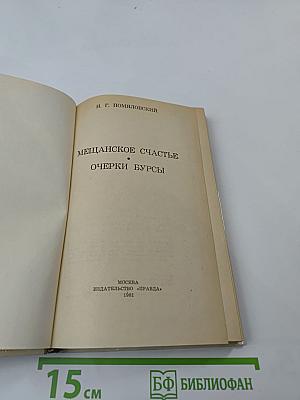 Н. Г. ПОМЯЛОВСКИЙ
МЕЩАНСКОЕ СЧАСТЬЕ
•
ОЧЕРКИ БУРСЫ
МОСКВА
ИЗДАТЕЛЬСТВО «ПРАВДА»
1981
15 см
БФ БИБЛИОФАН